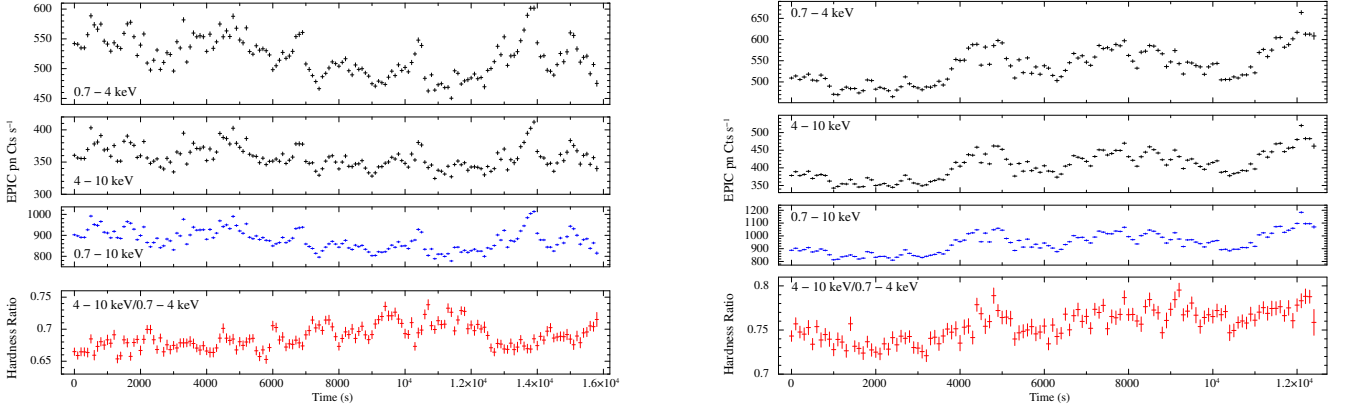 600
550
500
450
0.7 – 4 keV
400
350
300
4 – 10 keV
1000
900
800
0.7 – 10 keV
0.75
0.7
0.65
4 – 10 keV/0.7 – 4 keV
EPIC pn Cts s⁻¹
Hardness Ratio
0 2000 4000 6000 8000 10⁴ 1.2×10⁴ 1.4×10⁴ 1.6×10⁴
Time (s)
0.7 – 4 keV
650
600
550
500
4 – 10 keV
500
450
400
350
0.7 – 10 keV
1200
1100
1000
900
800
4 – 10 keV/0.7 – 4 keV
0.8
0.75
0.7
EPIC pn Cts s⁻¹
Hardness Ratio
0 2000 4000 6000 8000 10⁴ 1.2×10⁴
Time (s)